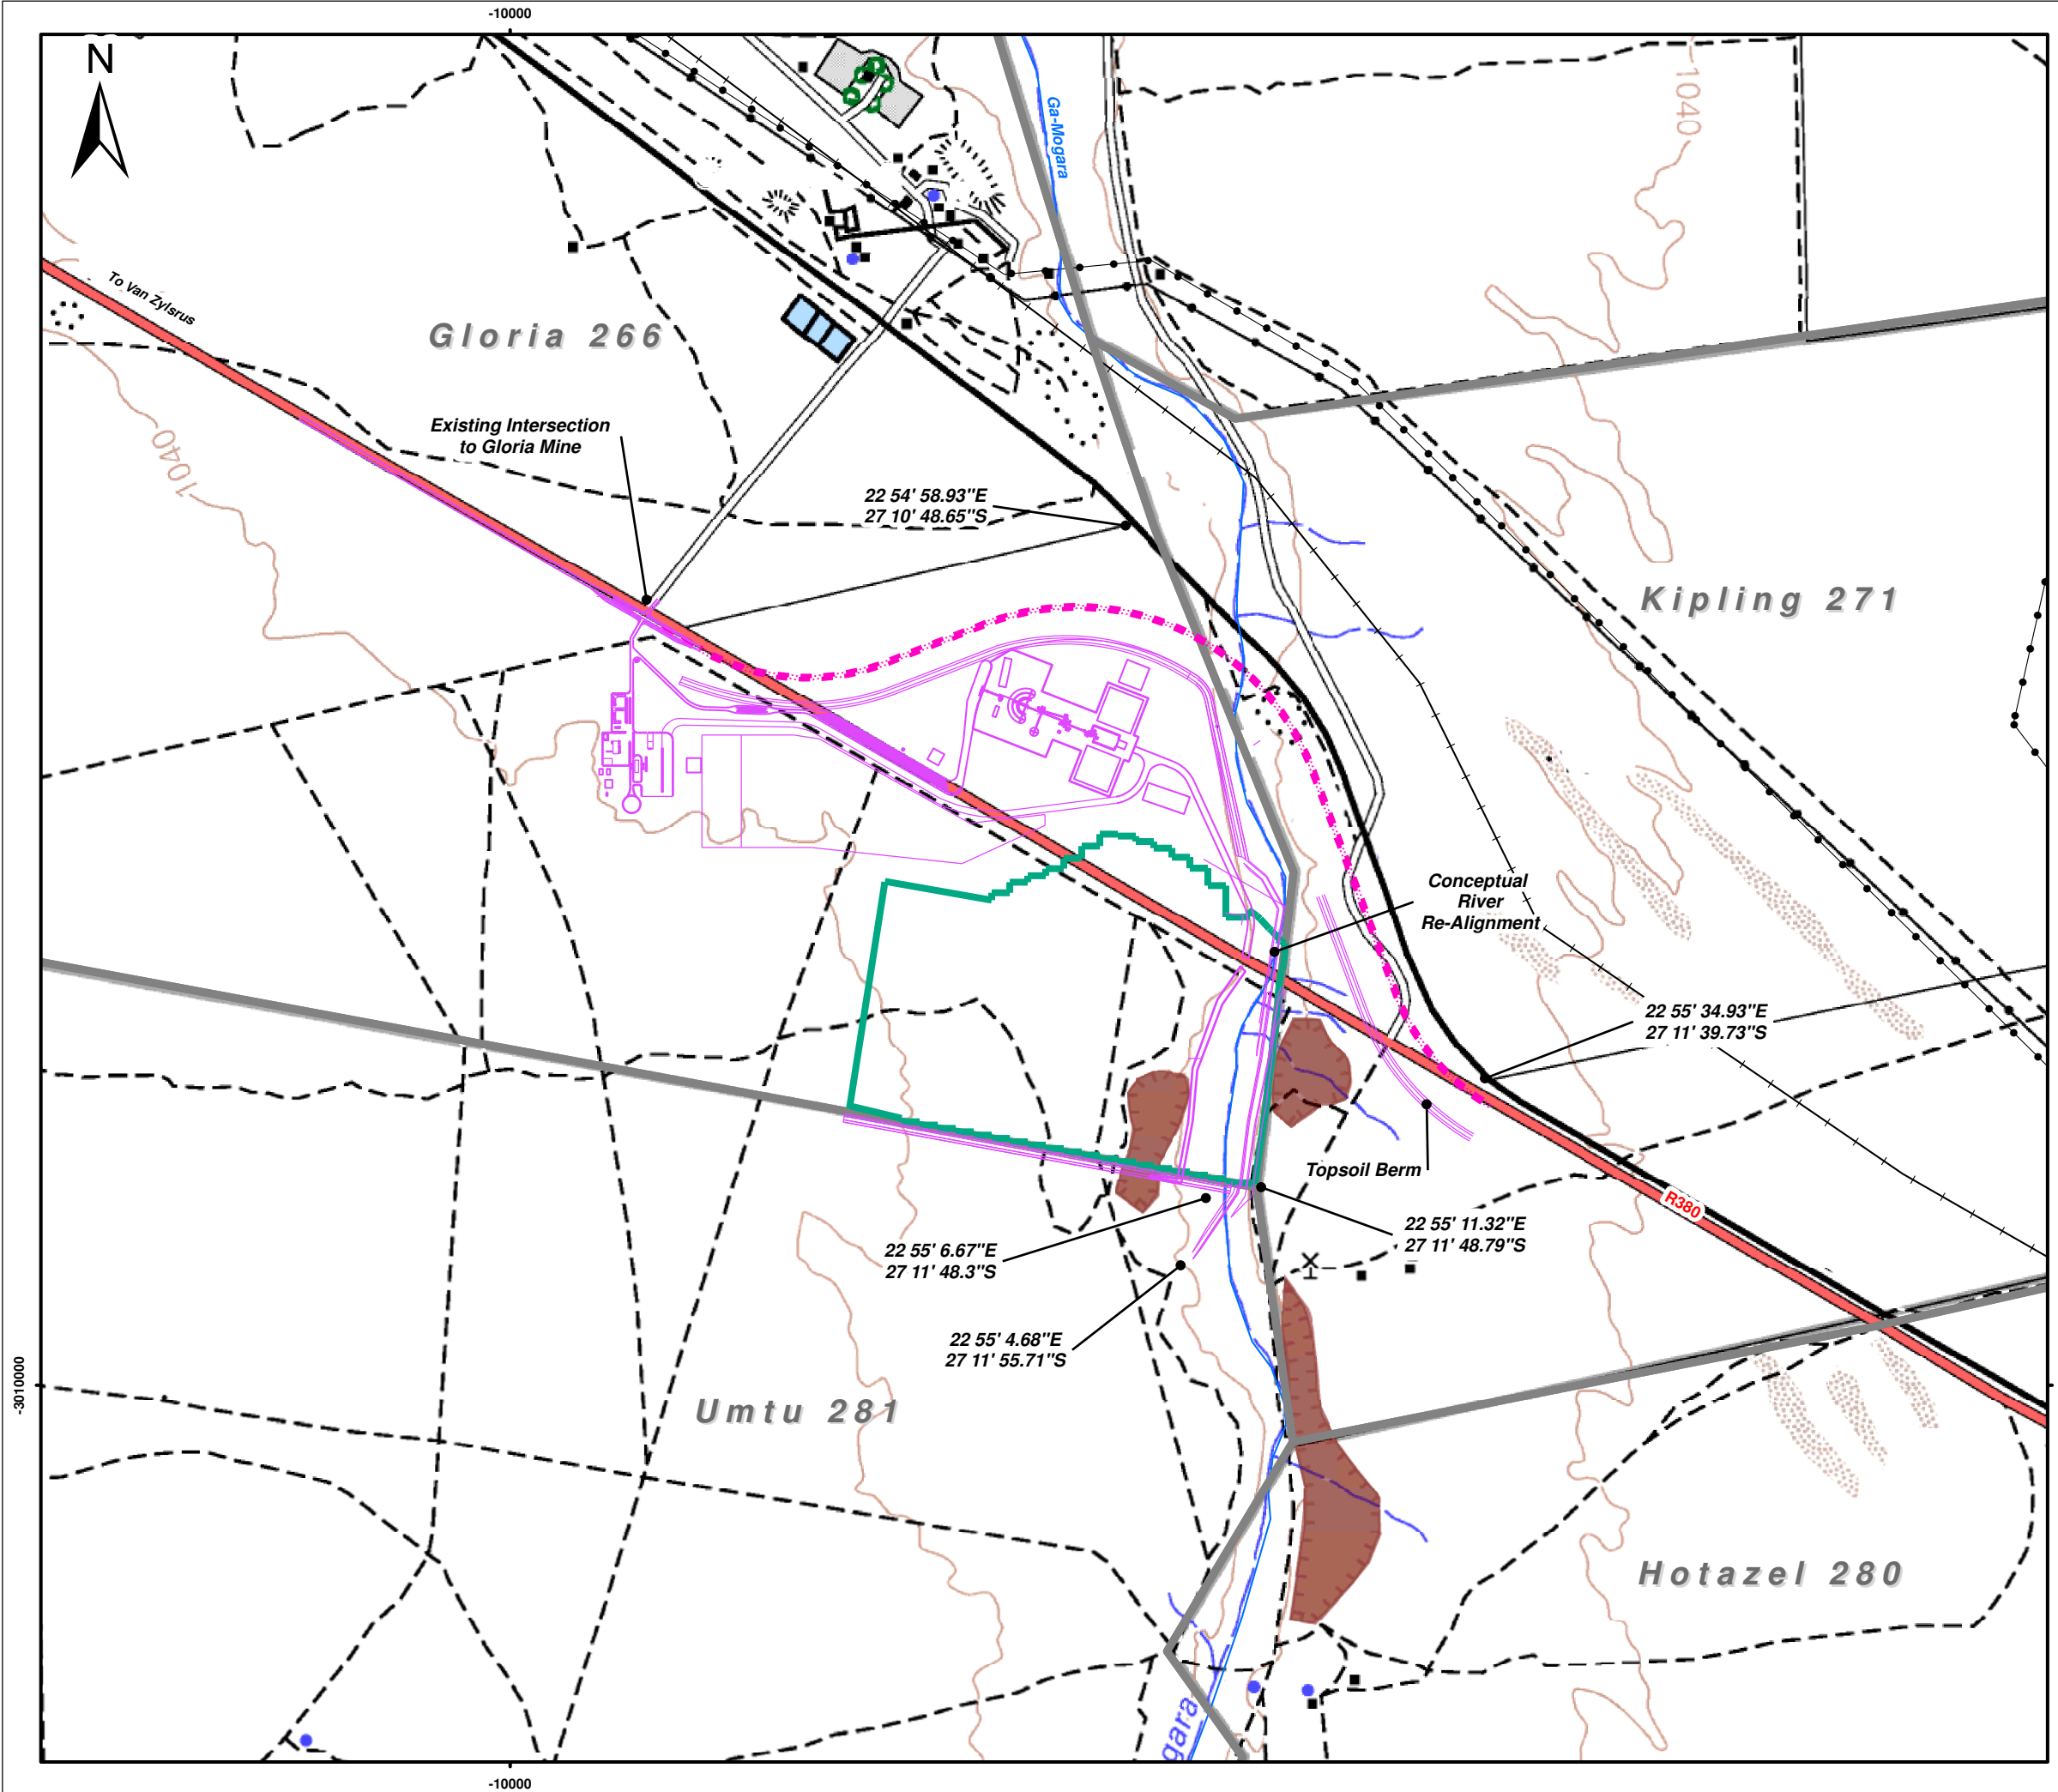 -10000
N
Ga-Mogara
1040
To Van Zylsrus
Gloria 266
Existing Intersection
to Gloria Mine
1040
22 54' 58.93"E
27 10' 48.65"S
Kipling 271
Conceptual
River
Re-Alignment
22 55' 34.93"E
27 11' 39.73"S
Topsoil Berm
R380
22 55' 11.32"E
27 11' 48.79"S
22 55' 6.67"E
27 11' 48.3"S
22 55' 4.68"E
27 11' 55.71"S
-3010000
Umtu 281
Hotazel 280
gara
-10000